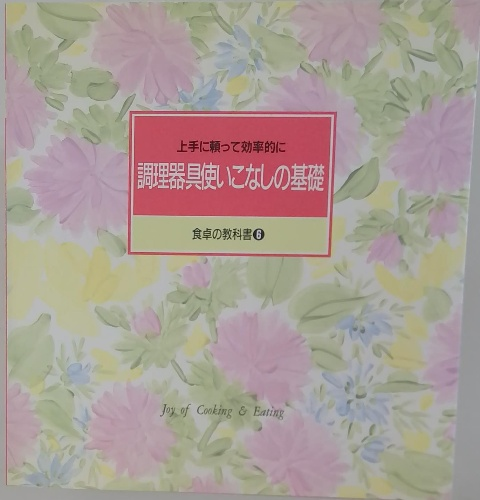 上手に頼って効率的に
調理器具使いこなしの基礎
食卓の教科書❻
Joy of Cooking & Eating